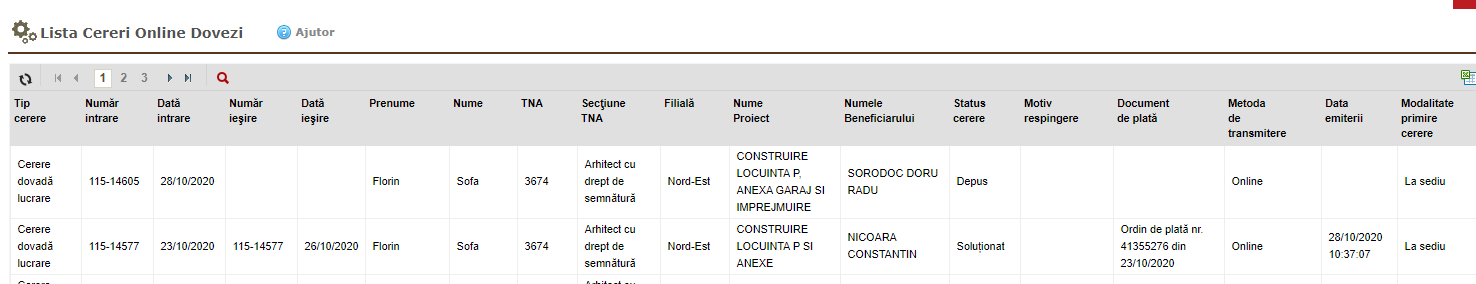 Lista Cereri Online Dovezi
Ajutor
1 2 3
Tip cerere
Număr intrare
Dată intrare
Număr ieşire
Dată ieşire
Prenume
Nume
TNA
Secţiune TNA
Filială
Nume Proiect
Numele Beneficiarului
Status cerere
Motiv respingere
Document de plată
Metoda de transmitere
Data emiterii
Modalitate primire cerere
Cerere dovadă lucrare
115-14605
28/10/2020
Florin
Sofa
3674
Arhitect cu drept de semnătură
Nord-Est
CONSTRUIRE LOCUINTA P, ANEXA GARAJ SI IMPREJMUIRE
SORODOC DORU RADU
Depus
Online
La sediu
Cerere dovadă lucrare
115-14577
23/10/2020
115-14577
26/10/2020
Florin
Sofa
3674
Arhitect cu drept de semnătură
Nord-Est
CONSTRUIRE LOCUINTA P SI ANEXE
NICOARA CONSTANTIN
Soluționat
Ordin de plată nr. 41355276 din 23/10/2020
Online
28/10/2020 10:37:07
La sediu
Cerere
Arhitect cu